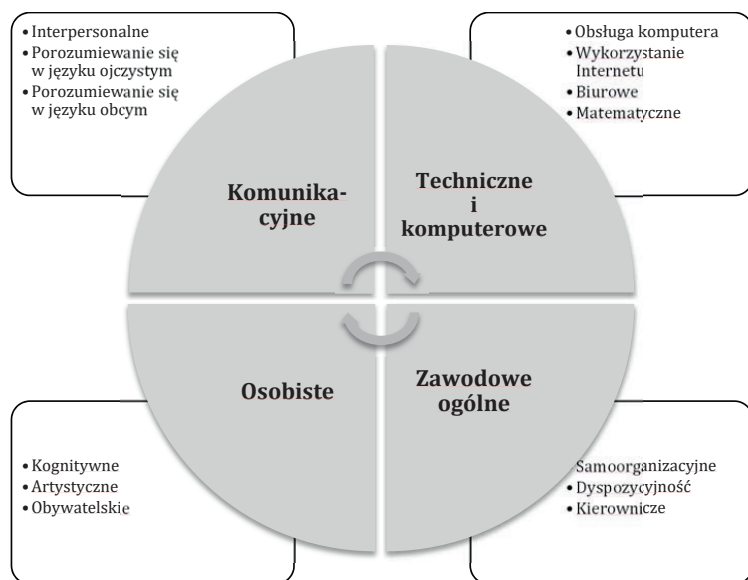 • Interpersonalne
• Porozumiewanie się
w języku ojczystym
• Porozumiewanie się
w języku obcym
• Obsługa komputera
• Wykorzystanie
Internetu
• Biurowe
• Matematyczne
Komunika-
cyjne
Techniczne
i
komputerowe
Osobiste
Zawodowe
ogólne
• Kognitywne
• Artystyczne
• Obywatelskie
• Samoorganizacyjne
• Dyspozycyjność
• Kierownicze